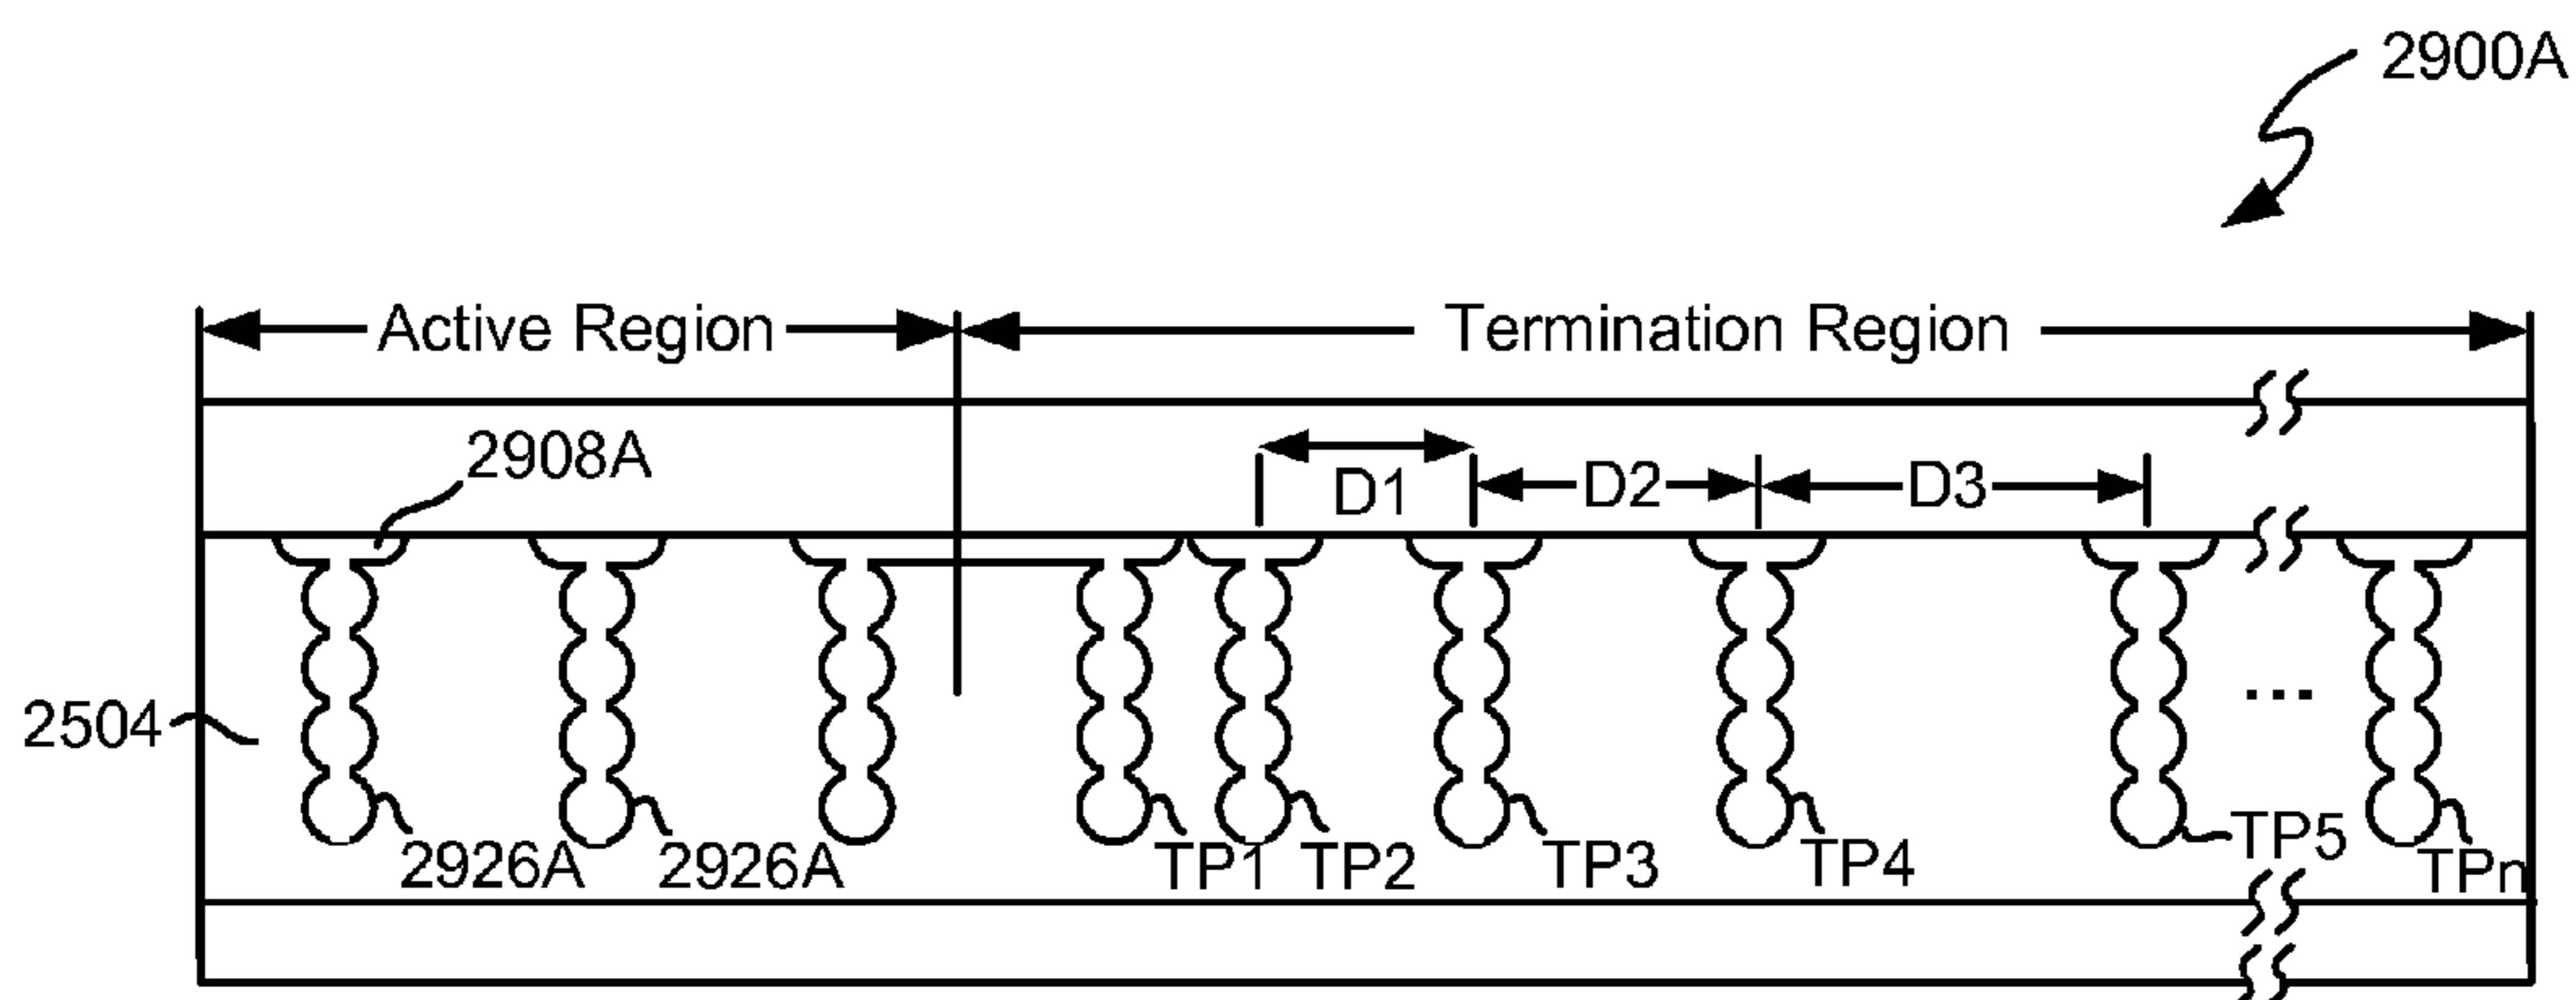 2900A
Active Region
Termination Region
2908A
D1
D2
D3
2504
...
2926A
2926A
TP1
TP2
TP3
TP4
TP5
TPn